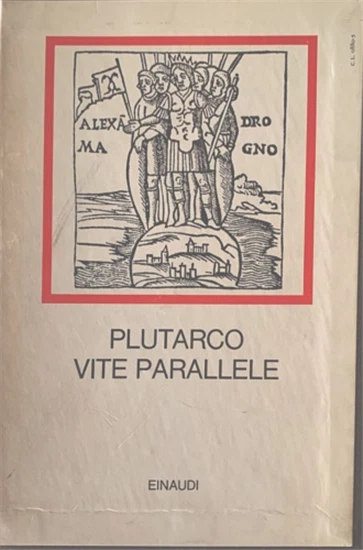 ALEXÃ DRO
MA GNO
PLUTARCO
VITE PARALLELE
EINAUDI